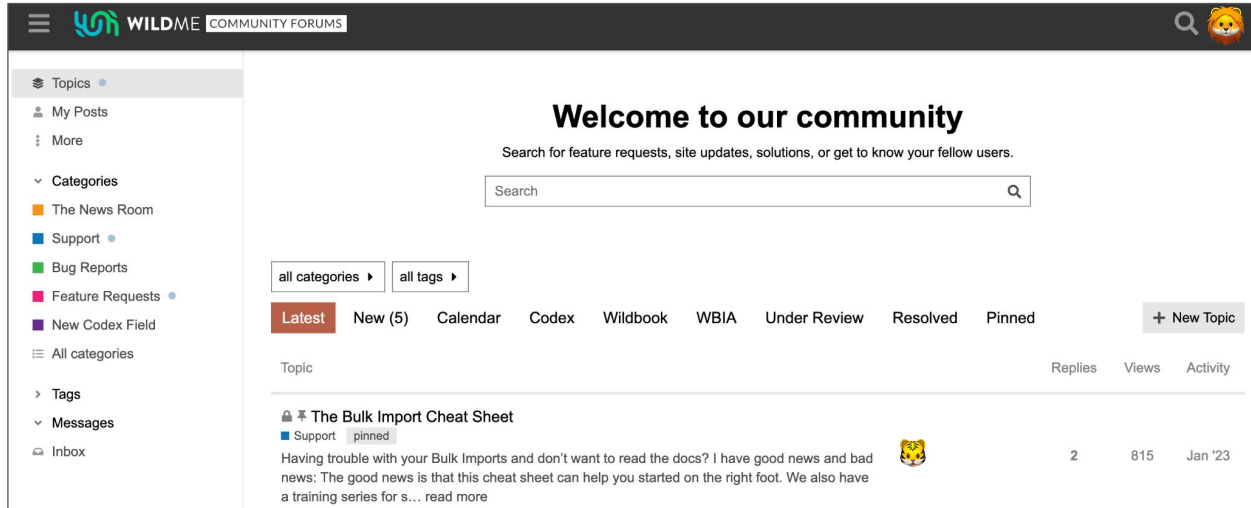 WILDME COMMUNITY FORUMS
Topics
My Posts
More
Categories
The News Room
Support
Bug Reports
Feature Requests
New Codex Field
All categories
Tags
Messages
Inbox
Welcome to our community
Search for feature requests, site updates, solutions, or get to know your fellow users.
Search
all categories all tags
Latest New (5) Calendar Codex Wildbook WBIA Under Review Resolved Pinned + New Topic
Topic Replies Views Activity
The Bulk Import Cheat Sheet
Support pinned
Having trouble with your Bulk Imports and don't want to read the docs? I have good news and bad
news: The good news is that this cheat sheet can help you started on the right foot. We also have
a training series for s… read more
2 815 Jan '23